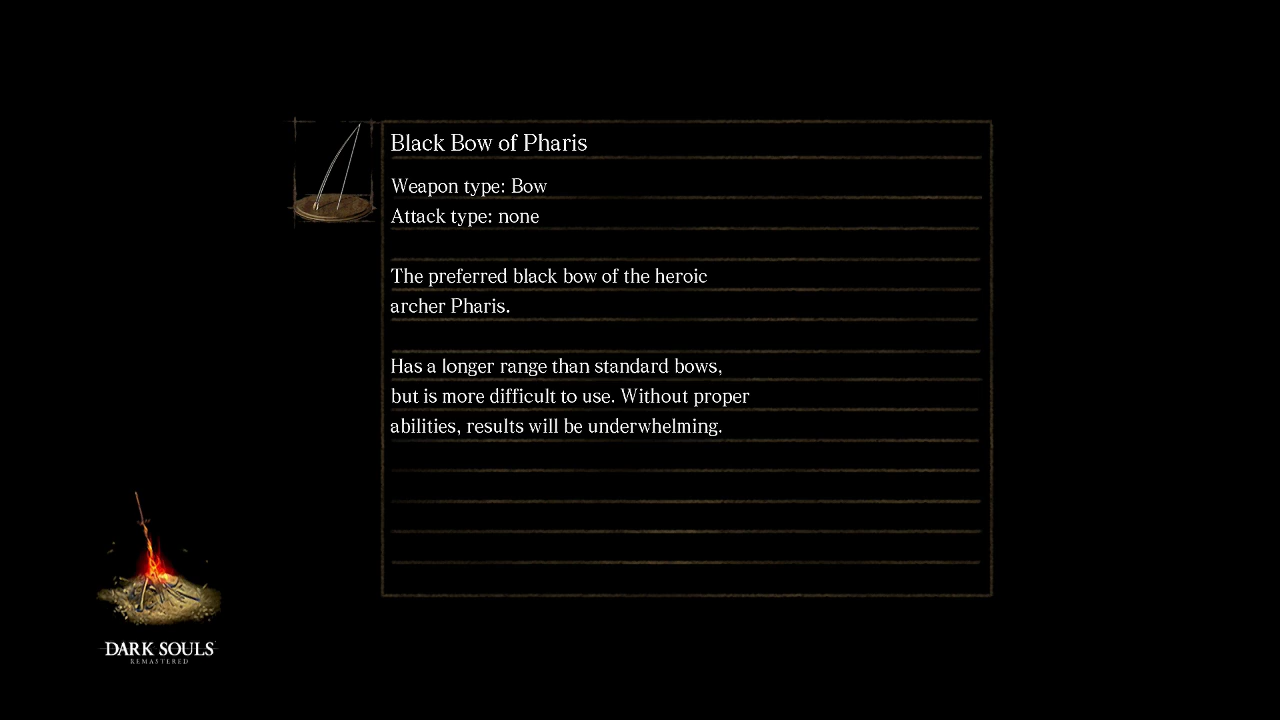 Black Bow of Pharis
Weapon type: Bow
Attack type: none
The preferred black bow of the heroic
archer Pharis.
Has a longer range than standard bows,
but is more difficult to use. Without proper
abilities, results will be underwhelming.
DARK SOULS
REMASTERED